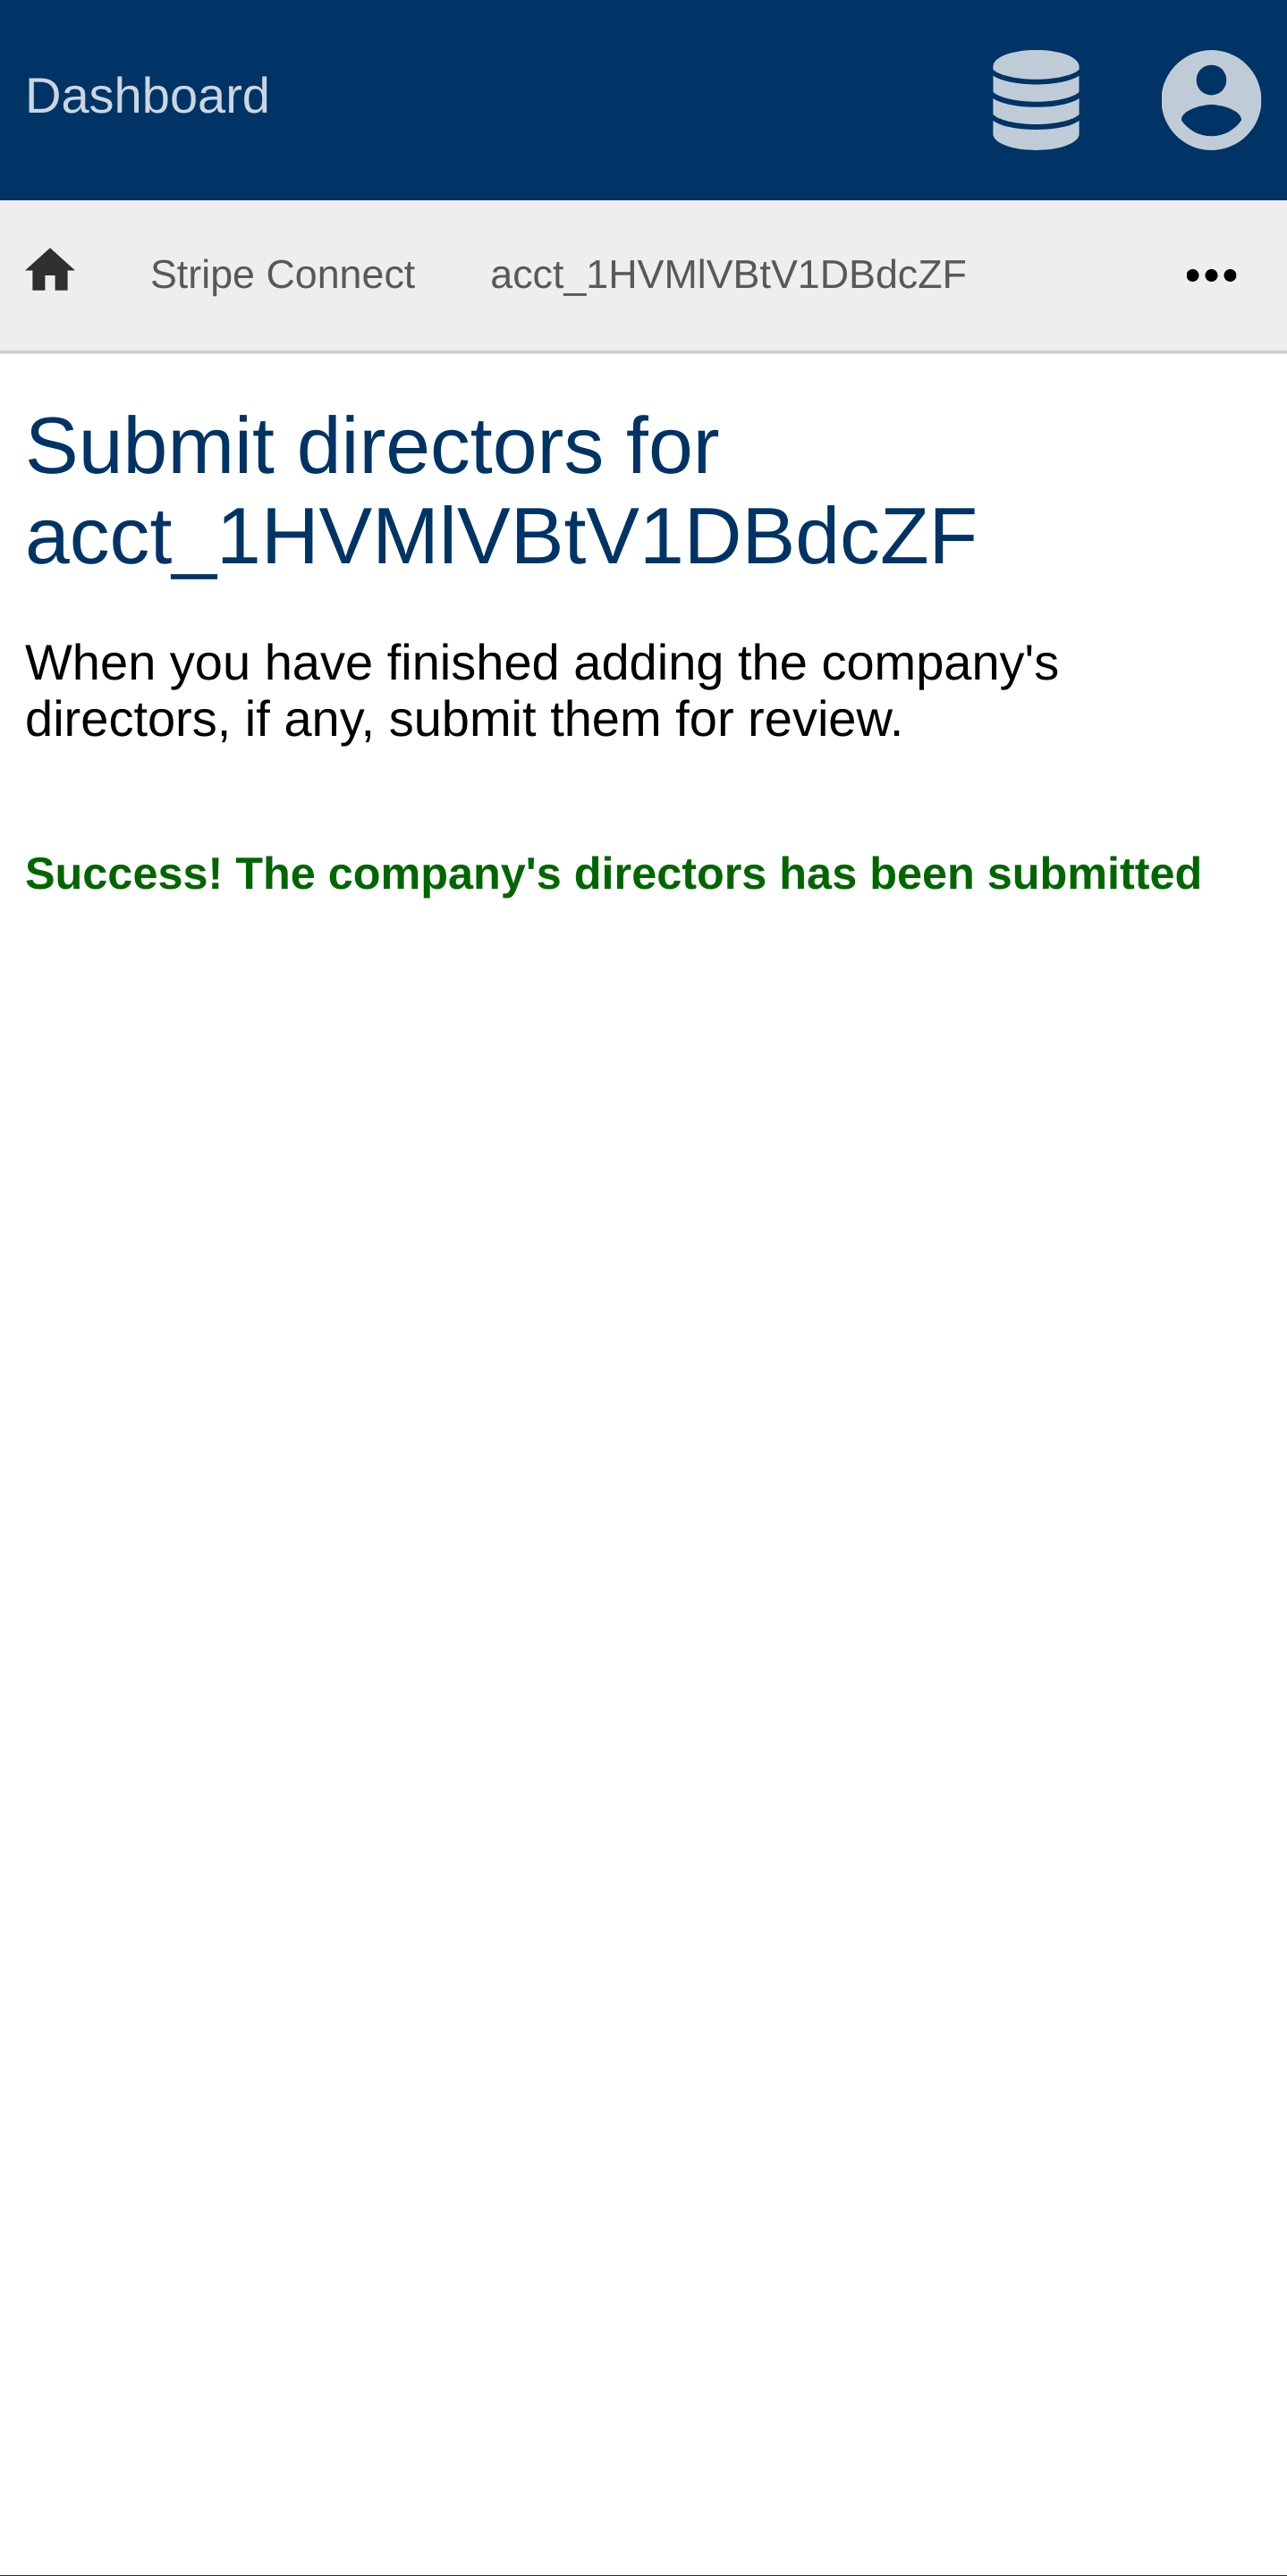 Dashboard
Stripe Connect acct_1HVMlVBtV1DBdcZF
Submit directors for
acct_1HVMlVBtV1DBdcZF
When you have finished adding the company's
directors, if any, submit them for review.
Success! The company's directors has been submitted